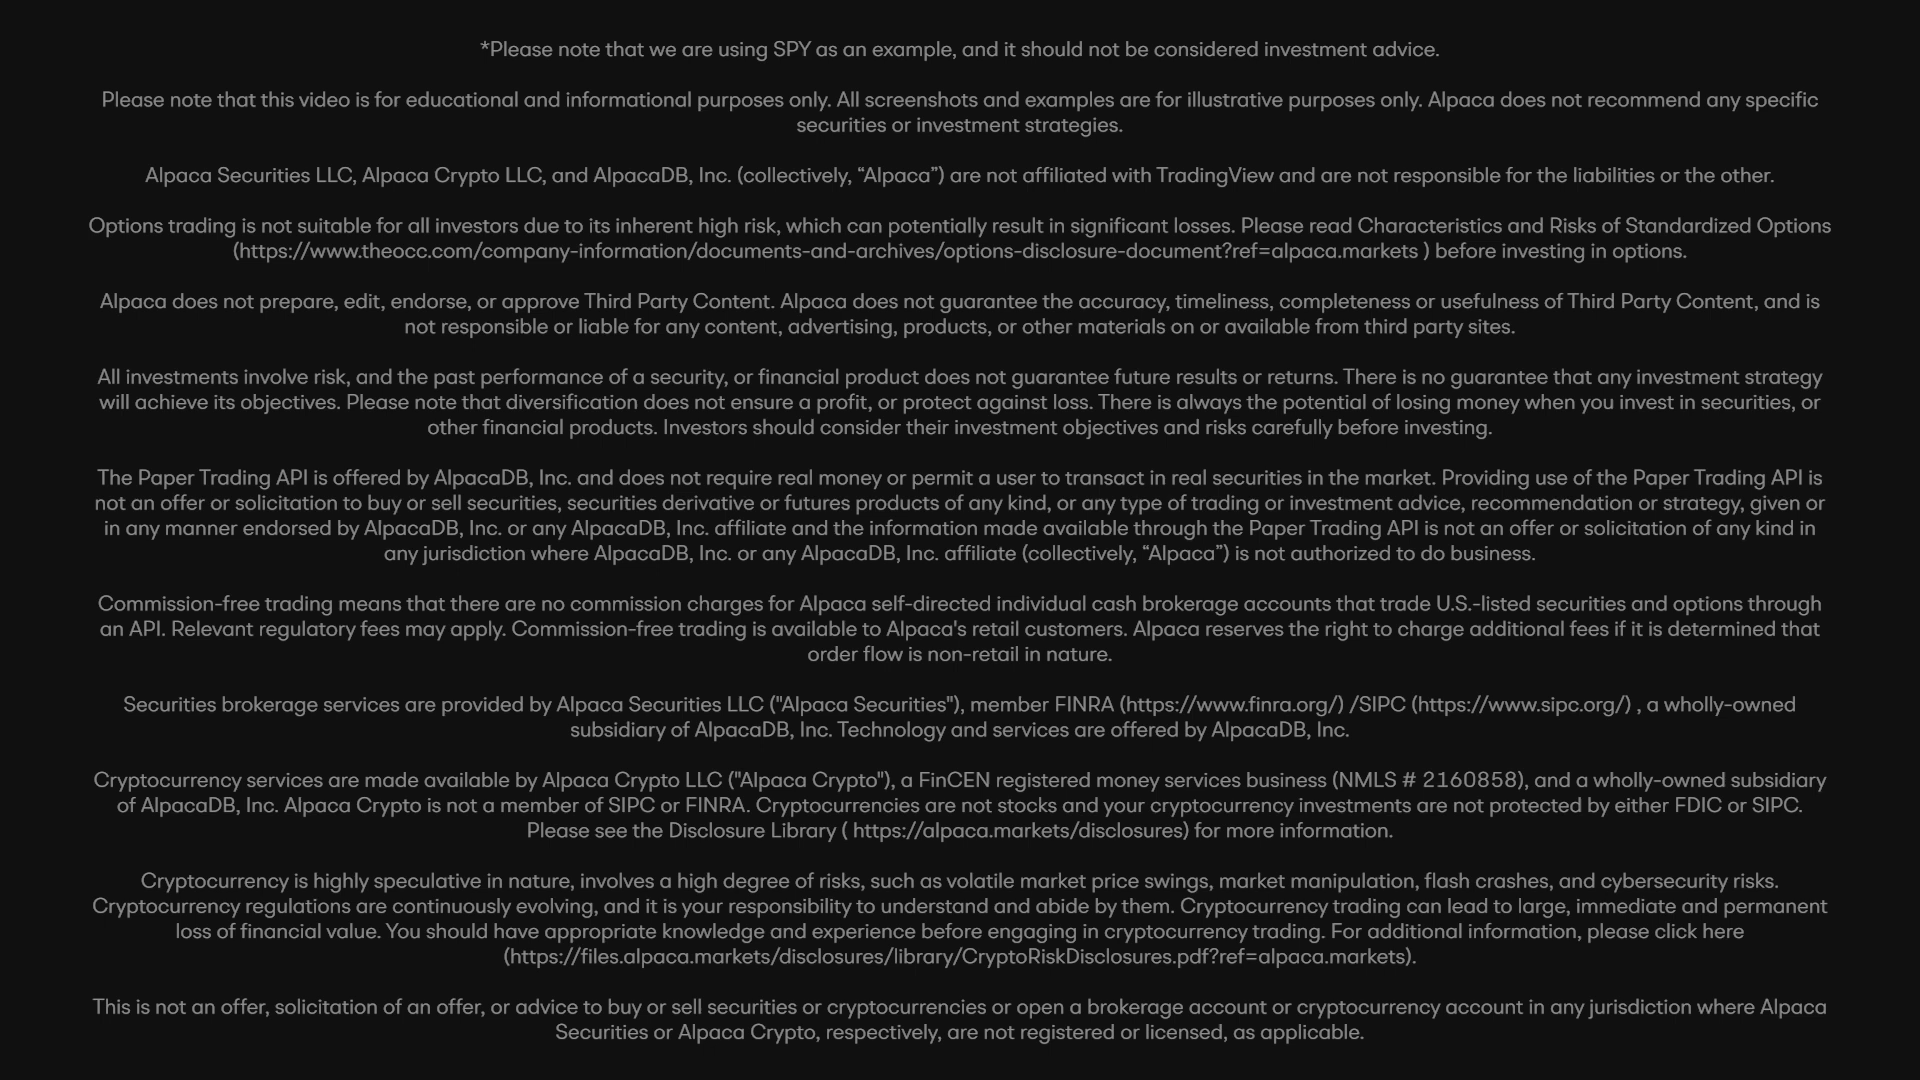 *Please note that we are using SPY as an example, and it should not be considered investment advice.
Please note that this video is for educational and informational purposes only. All screenshots and examples are for illustrative purposes only. Alpaca does not recommend any specific
securities or investment strategies.
Alpaca Securities LLC, Alpaca Crypto LLC, and AlpacaDB, Inc. (collectively, “Alpaca”) are not affiliated with TradingView and are not responsible for the liabilities or the other.
Options trading is not suitable for all investors due to its inherent high risk, which can potentially result in significant losses. Please read Characteristics and Risks of Standardized Options
(https://www.theocc.com/company-information/documents-and-archives/options-disclosure-document?ref=alpaca.markets ) before investing in options.
Alpaca does not prepare, edit, endorse, or approve Third Party Content. Alpaca does not guarantee the accuracy, timeliness, completeness or usefulness of Third Party Content, and is
not responsible or liable for any content, advertising, products, or other materials on or available from third party sites.
All investments involve risk, and the past performance of a security, or financial product does not guarantee future results or returns. There is no guarantee that any investment strategy
will achieve its objectives. Please note that diversification does not ensure a profit, or protect against loss. There is always the potential of losing money when you invest in securities, or
other financial products. Investors should consider their investment objectives and risks carefully before investing.
The Paper Trading API is offered by AlpacaDB, Inc. and does not require real money or permit a user to transact in real securities in the market. Providing use of the Paper Trading API is
not an offer or solicitation to buy or sell securities, securities derivative or futures products of any kind, or any type of trading or investment advice, recommendation or strategy, given or
in any manner endorsed by AlpacaDB, Inc. or any AlpacaDB, Inc. affiliate and the information made available through the Paper Trading API is not an offer or solicitation of any kind in
any jurisdiction where AlpacaDB, Inc. or any AlpacaDB, Inc. affiliate (collectively, “Alpaca”) is not authorized to do business.
Commission-free trading means that there are no commission charges for Alpaca self-directed individual cash brokerage accounts that trade U.S.-listed securities and options through
an API. Relevant regulatory fees may apply. Commission-free trading is available to Alpaca's retail customers. Alpaca reserves the right to charge additional fees if it is determined that
order flow is non-retail in nature.
Securities brokerage services are provided by Alpaca Securities LLC ("Alpaca Securities"), member FINRA (https://www.finra.org/) /SIPC (https://www.sipc.org/) , a wholly-owned
subsidiary of AlpacaDB, Inc. Technology and services are offered by AlpacaDB, Inc.
Cryptocurrency services are made available by Alpaca Crypto LLC ("Alpaca Crypto"), a FinCEN registered money services business (NMLS # 2160858), and a wholly-owned subsidiary
of AlpacaDB, Inc. Alpaca Crypto is not a member of SIPC or FINRA. Cryptocurrencies are not stocks and your cryptocurrency investments are not protected by either FDIC or SIPC.
Please see the Disclosure Library ( https://alpaca.markets/disclosures) for more information.
Cryptocurrency is highly speculative in nature, involves a high degree of risks, such as volatile market price swings, market manipulation, flash crashes, and cybersecurity risks.
Cryptocurrency regulations are continuously evolving, and it is your responsibility to understand and abide by them. Cryptocurrency trading can lead to large, immediate and permanent
loss of financial value. You should have appropriate knowledge and experience before engaging in cryptocurrency trading. For additional information, please click here
(https://files.alpaca.markets/disclosures/library/CryptoRiskDisclosures.pdf?ref=alpaca.markets).
This is not an offer, solicitation of an offer, or advice to buy or sell securities or cryptocurrencies or open a brokerage account or cryptocurrency account in any jurisdiction where Alpaca
Securities or Alpaca Crypto, respectively, are not registered or licensed, as applicable.